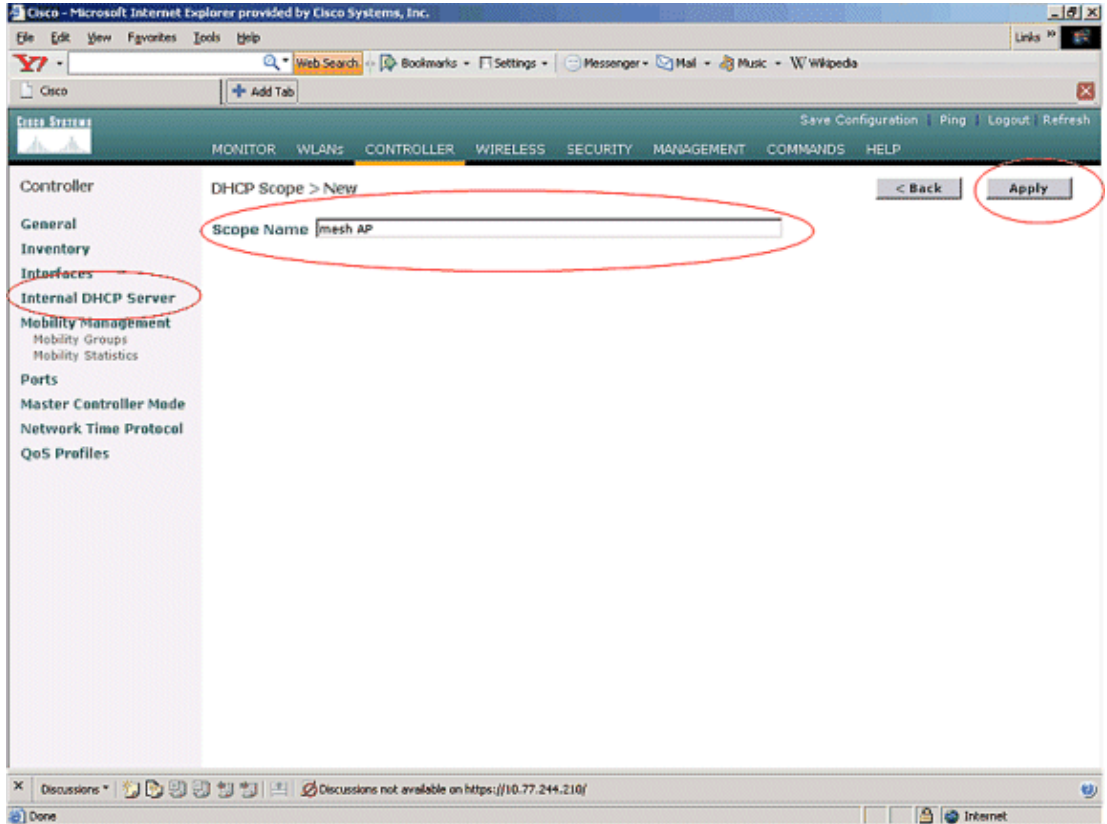 Cisco - Microsoft Internet Explorer provided by Cisco Systems, Inc.
File Edit View Favorites Tools Help Links »
Y! - Web Search Bookmarks Settings Messenger Mail Music W Wikipedia
Cisco Add Tab
Cisco Systems
Save Configuration | Ping | Logout | Refresh
MONITOR WLANs CONTROLLER WIRELESS SECURITY MANAGEMENT COMMANDS HELP
Controller
General
Inventory
Interfaces
Internal DHCP Server
Mobility Management
Mobility Groups
Mobility Statistics
Ports
Master Controller Mode
Network Time Protocol
QoS Profiles
DHCP Scope > New
< Back Apply
Scope Name mesh AP
Discussions Discussions not available on https://10.77.244.210/
Done Internet